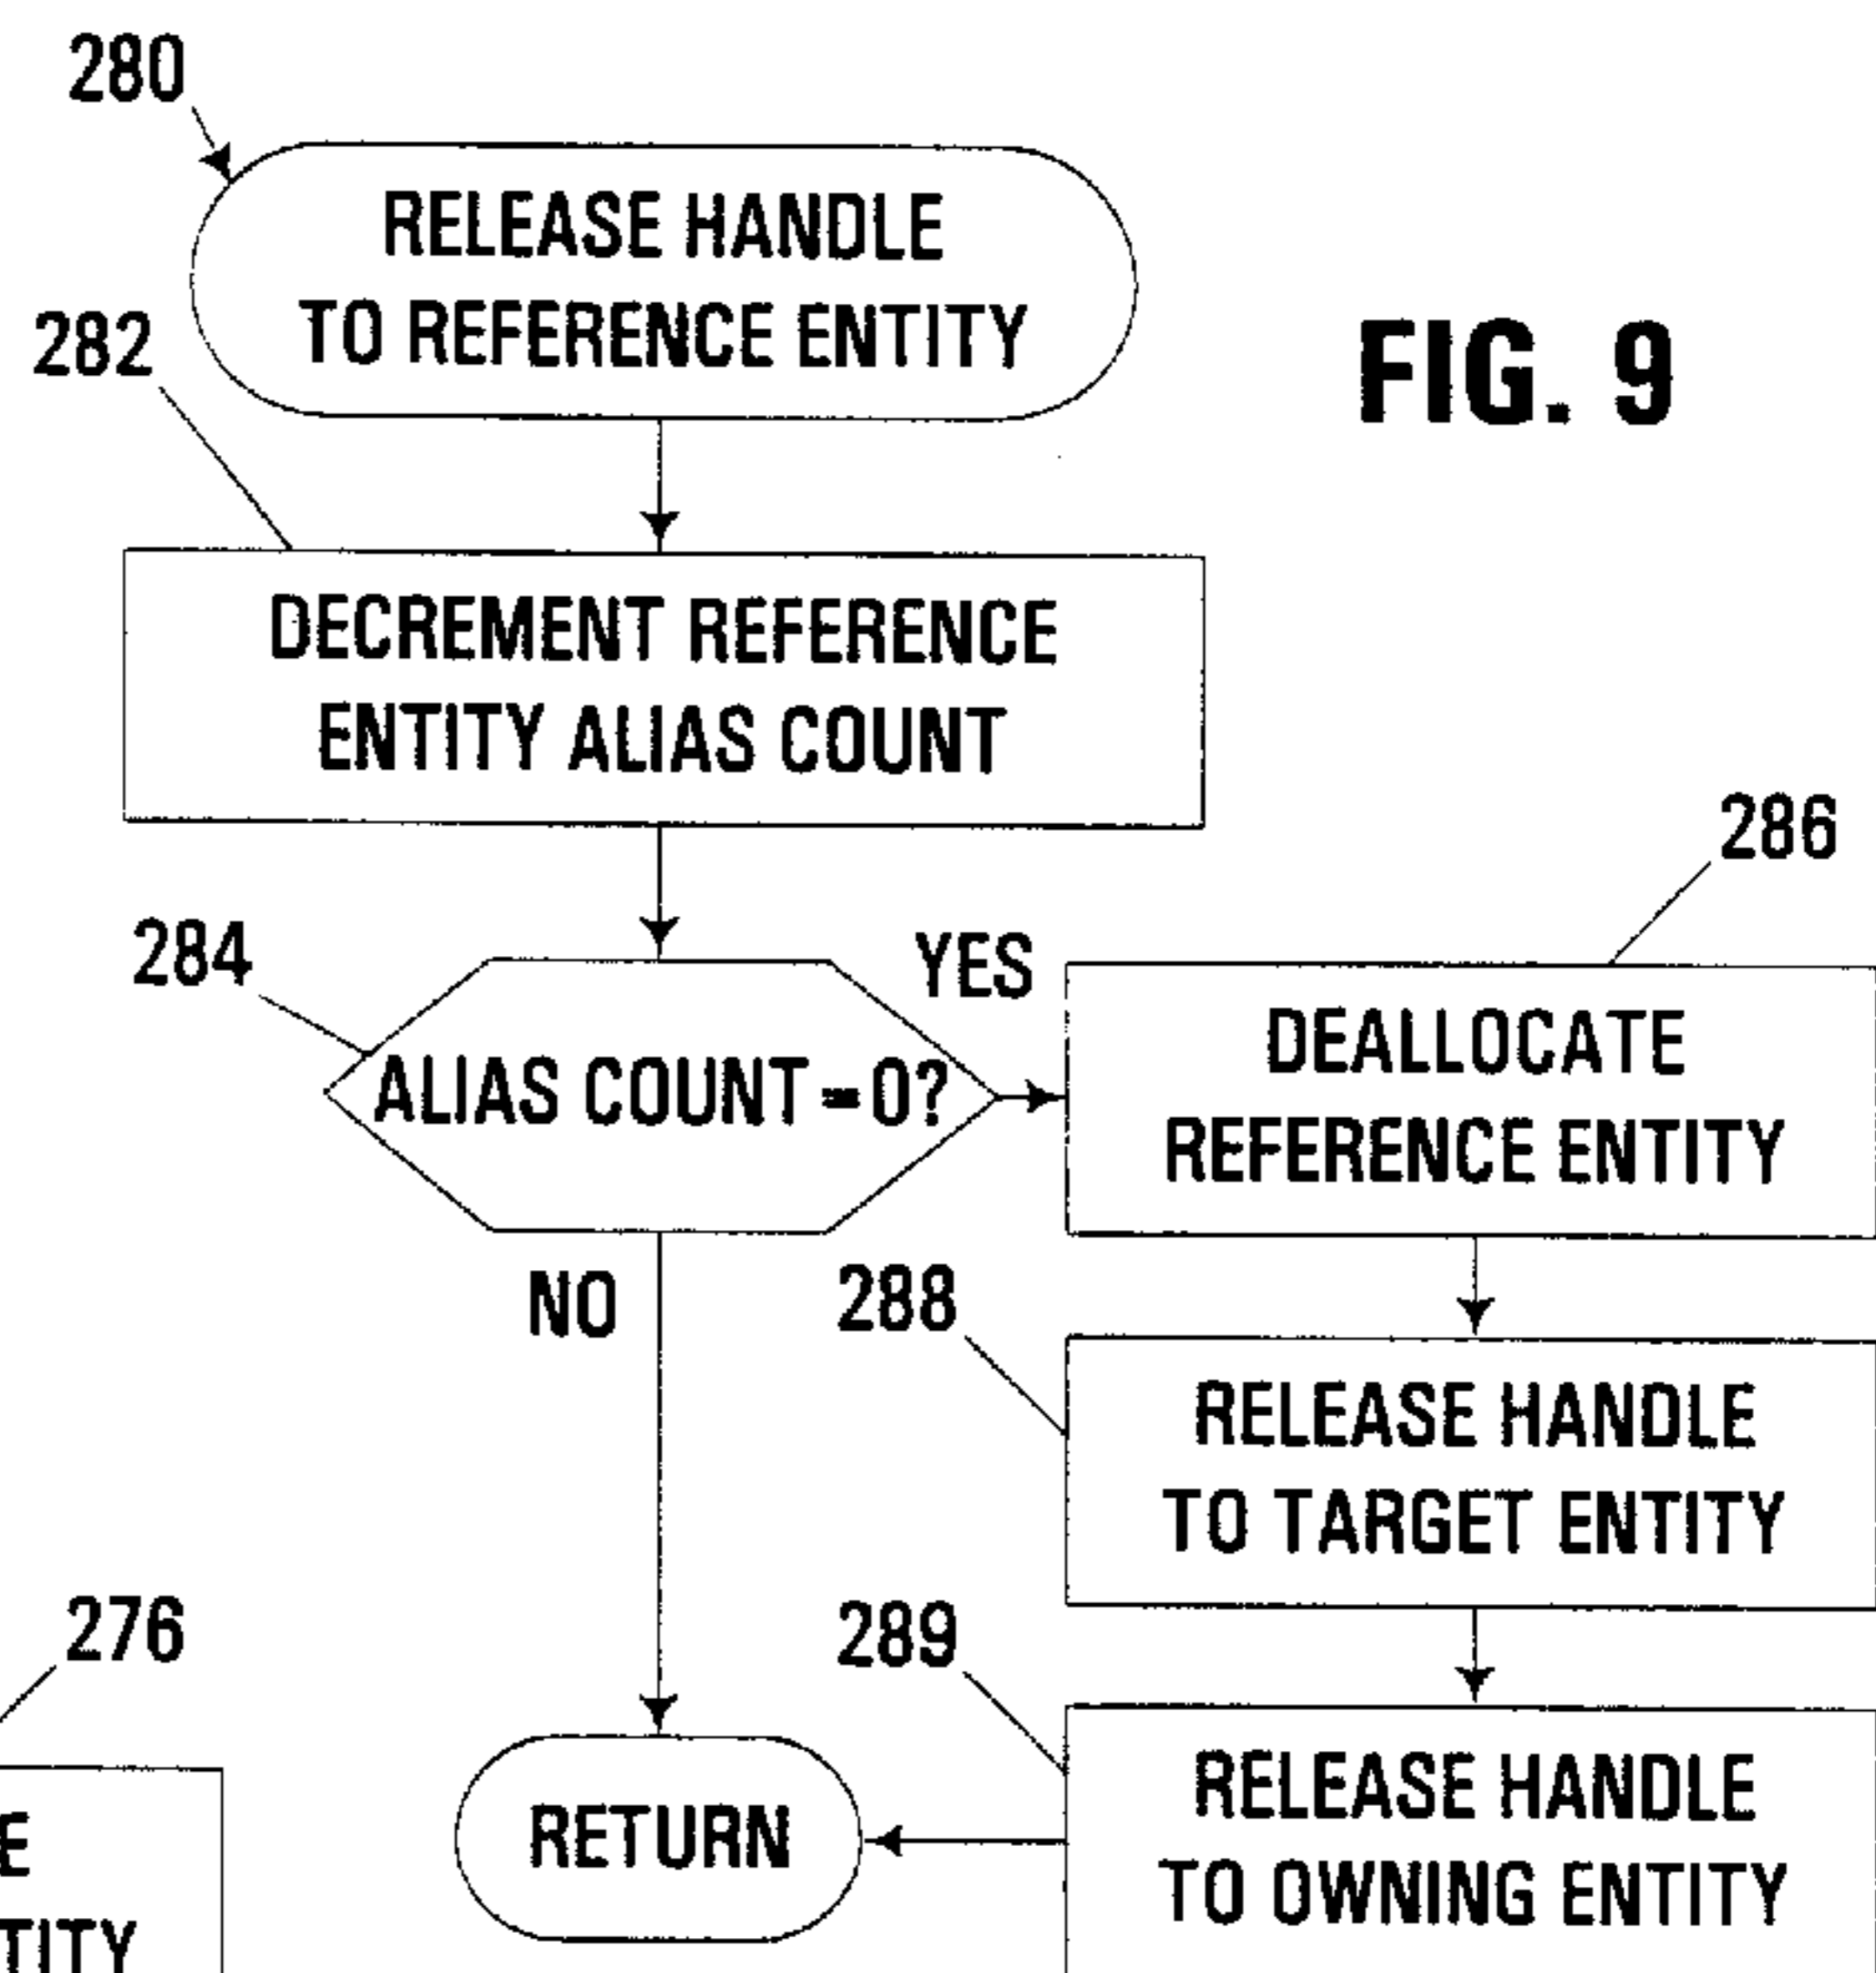 280
RELEASE HANDLE
TO REFERENCE ENTITY
FIG. 9
282
DECREMENT REFERENCE
ENTITY ALIAS COUNT
284
ALIAS COUNT = 0?
YES
NO
286
DEALLOCATE
REFERENCE ENTITY
288
RELEASE HANDLE
TO TARGET ENTITY
289
RELEASE HANDLE
TO OWNING ENTITY
RETURN
276